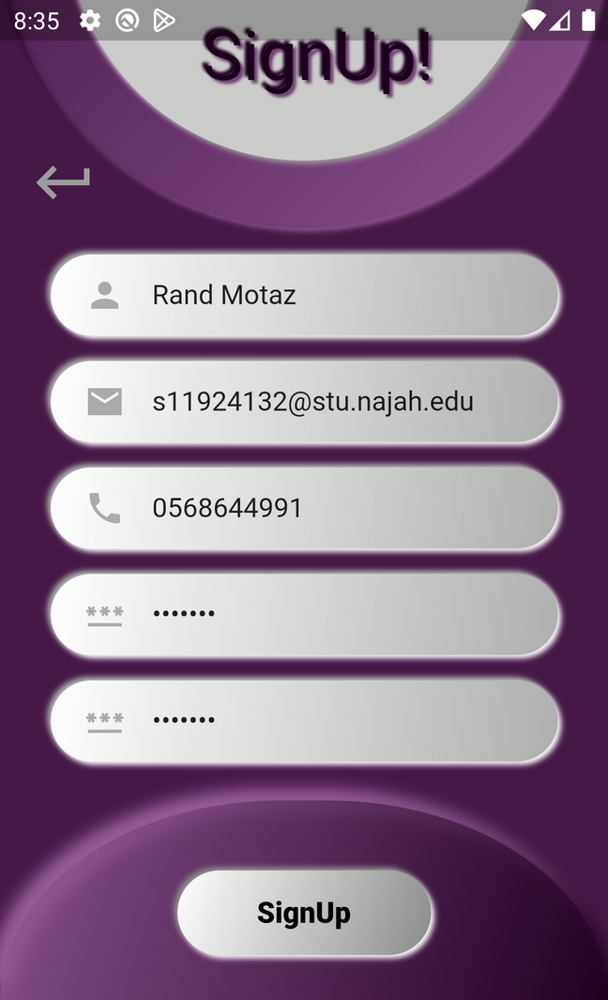 8:35
SignUp!
Rand Motaz
s11924132@stu.najah.edu
0568644991
***
•••••••
***
•••••••
SignUp